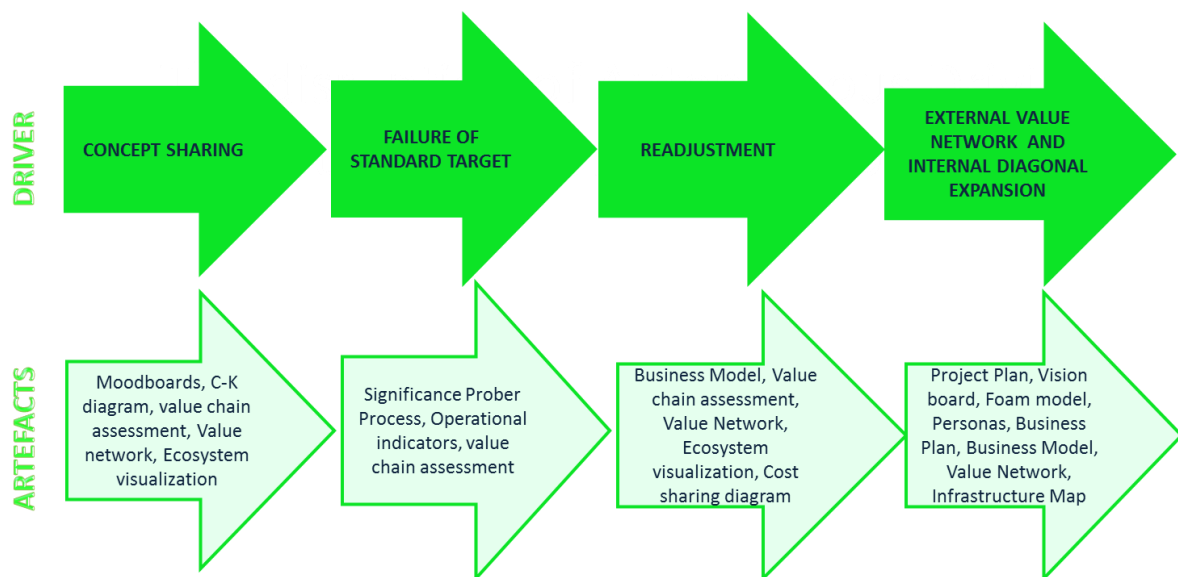 DRIVER
CONCEPT SHARING
FAILURE OF
STANDARD TARGET
READJUSTMENT
EXTERNAL VALUE
NETWORK AND
INTERNAL DIAGONAL
EXPANSION
ARTEFACTS
Moodboards, C-K
diagram, value chain
assessment, Value
network, Ecosystem
visualization
Significance Prober
Process, Operational
indicators, value
chain assessment
Business Model, Value
chain assessment,
Value Network,
Ecosystem
visualization, Cost
sharing diagram
Project Plan, Vision
board, Foam model,
Personas, Business
Plan, Business Model,
Value Network,
Infrastructure Map